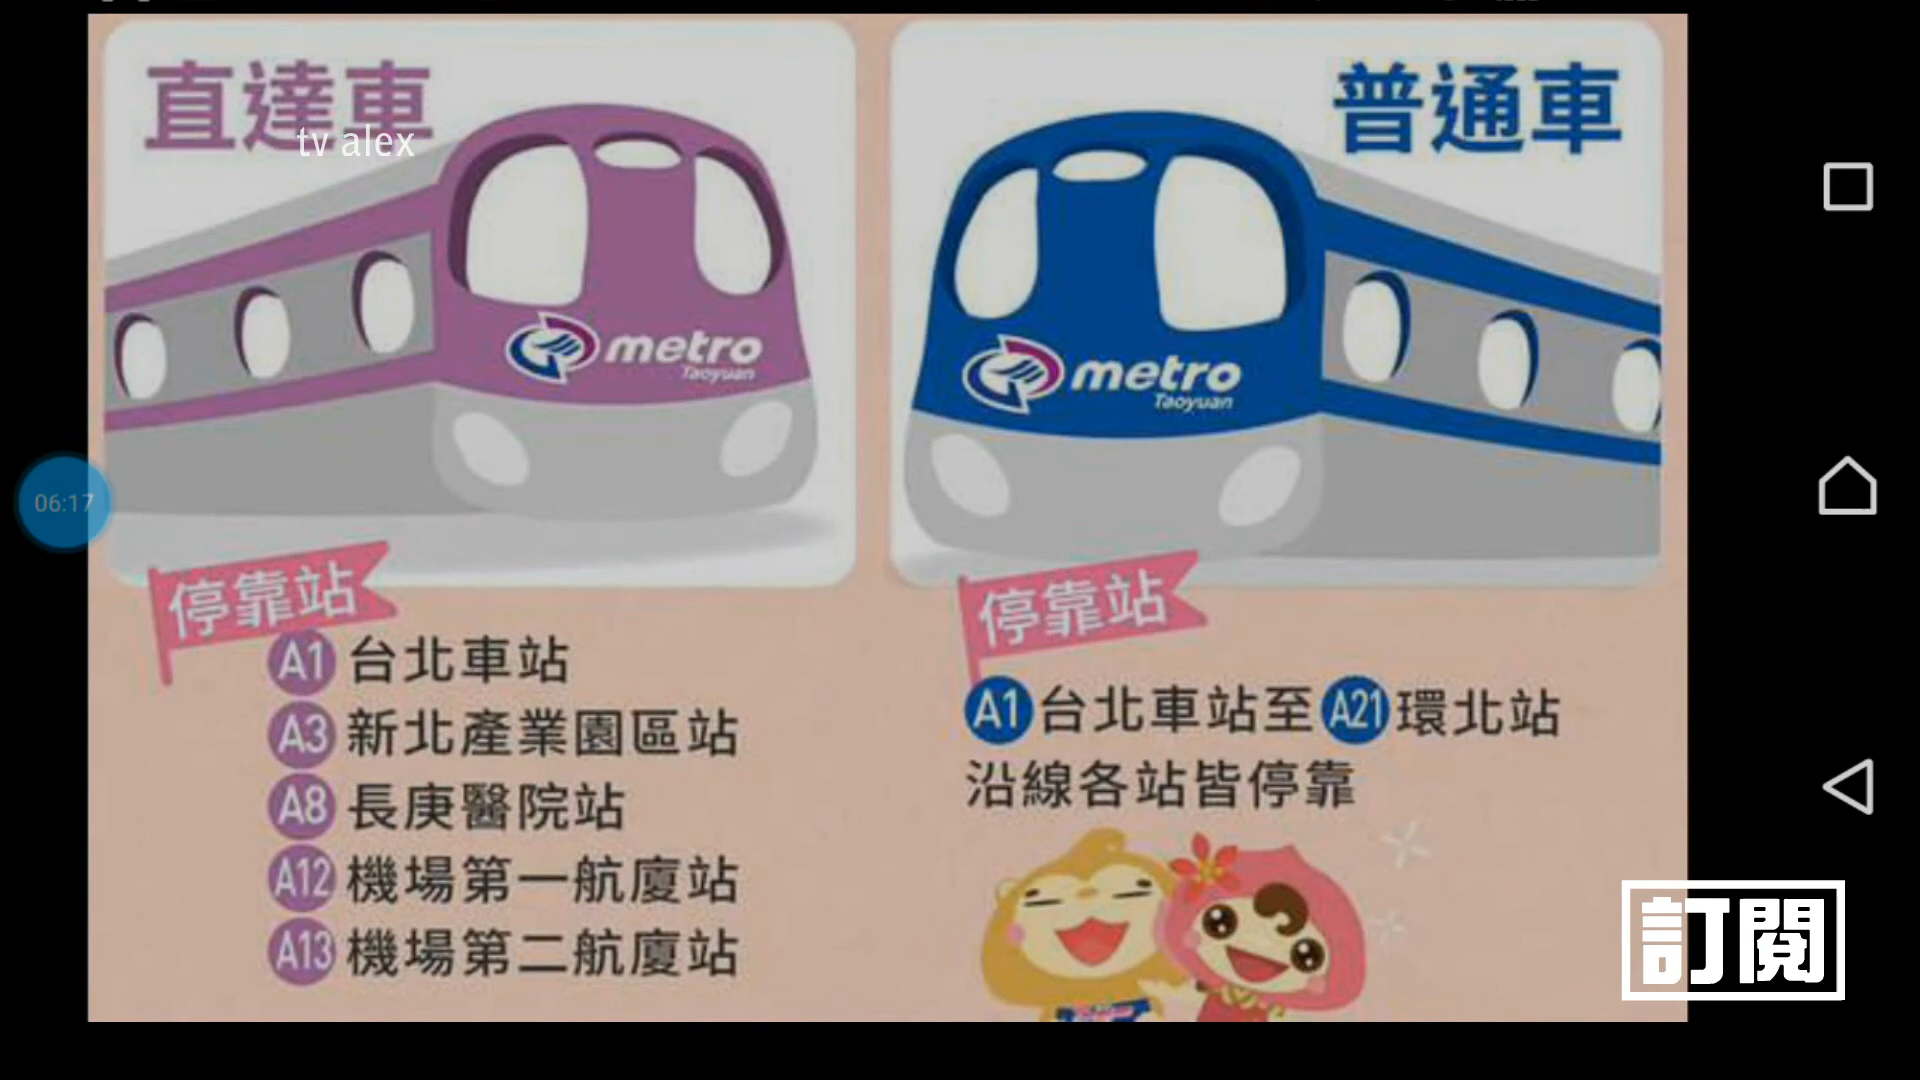 直達車
tv alex
metro
Taoyuan
停靠站
A1 台北車站
A3 新北產業園區站
A8 長庚醫院站
A12 機場第一航廈站
A13 機場第二航廈站
普通車
metro
Taoyuan
停靠站
A1 台北車站至 A21 環北站
沿線各站皆停靠
06:17
訂閱